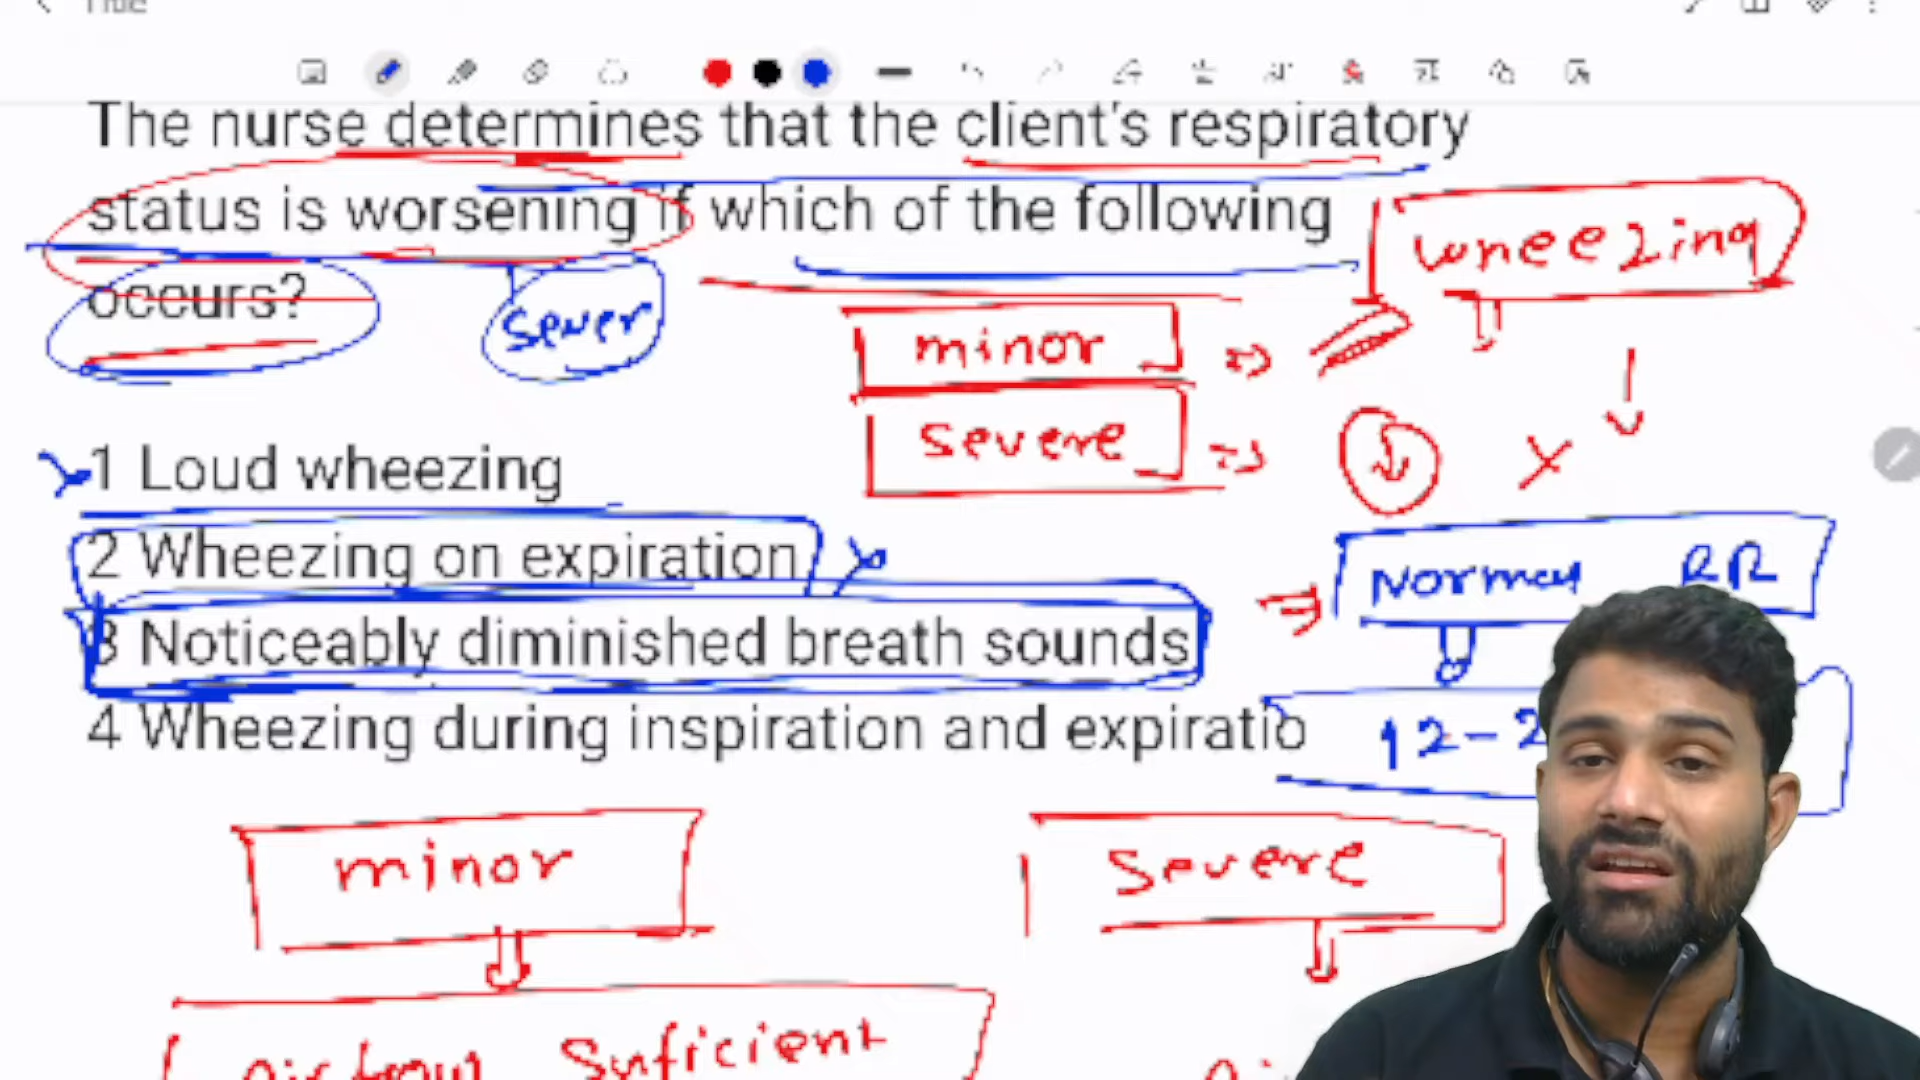 Title
The nurse determines that the client's respiratory
status is worsening if which of the following
wheezing
occurs?
sever
minor
severe
1 Loud wheezing
2 Wheezing on expiration
Normal RR
3 Noticeably diminished breath sounds
4 Wheezing during inspiration and expiratio
12-2
minor
Severe
Suficient